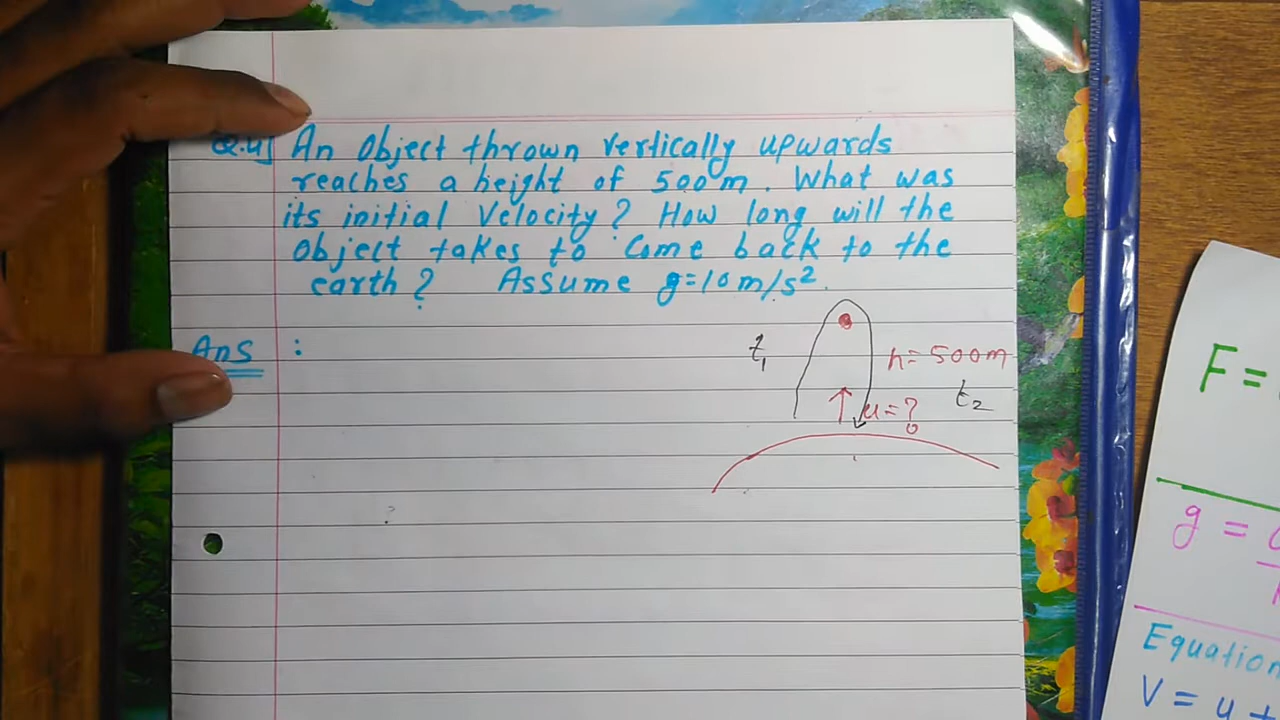 Q.4] An Object thrown vertically upwards
reaches a height of 500m. What was
its initial Velocity? How long will the
Object takes to Come back to the
earth? Assume g=10m/s²
Ans :
t₁
h=500m
t₂
u=?
F=
g =
Equation
V = u +